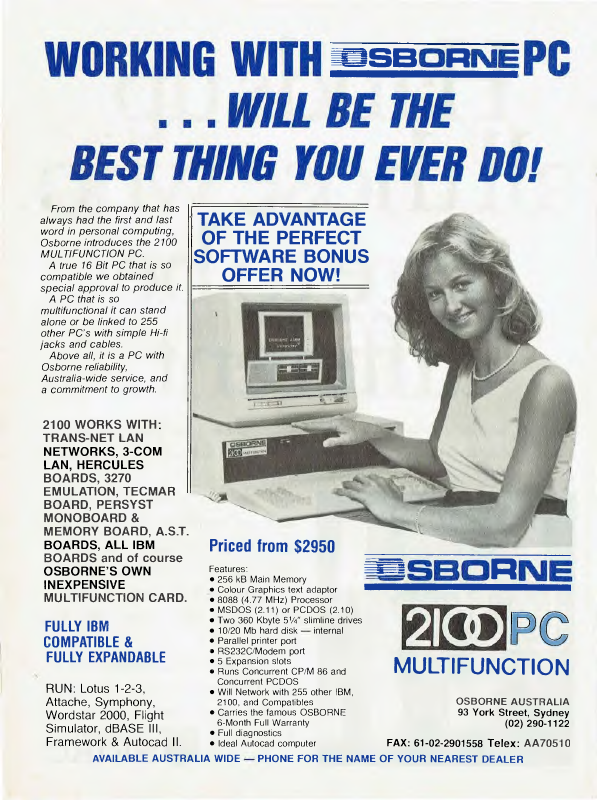 WORKING WITH OSBORNE PC
...WILL BE THE
BEST THING YOU EVER DO!
From the company that has
always had the first and last
word in personal computing,
Osborne introduces the 2100
MULTIFUNCTION PC.
A true 16 Bit PC that is so
compatible we obtained
special approval to produce it.
A PC that is so
multifunctional it can stand
alone or be linked to 255
other PC's with simple Hi-fi
jacks and cables.
Above all, it is a PC with
Osborne reliability,
Australia-wide service, and
a commitment to growth.
TAKE ADVANTAGE
OF THE PERFECT
SOFTWARE BONUS
OFFER NOW!
OSBORNE
2100
2100 WORKS WITH:
TRANS-NET LAN
NETWORKS, 3-COM
LAN, HERCULES
BOARDS, 3270
EMULATION, TECMAR
BOARD, PERSYST
MONOBOARD &
MEMORY BOARD, A.S.T.
BOARDS, ALL IBM
BOARDS and of course
OSBORNE'S OWN
INEXPENSIVE
MULTIFUNCTION CARD.
FULLY IBM
COMPATIBLE &
FULLY EXPANDABLE
RUN: Lotus 1-2-3,
Attache, Symphony,
Wordstar 2000, Flight
Simulator, dBASE III,
Framework & Autocad II.
Priced from $2950
Features:
• 256 kB Main Memory
• Colour Graphics text adaptor
• 8088 (4.77 MHz) Processor
• MSDOS (2.11) or PCDOS (2.10)
• Two 360 Kbyte 5¼" slimline drives
• 10/20 Mb hard disk — internal
• Parallel printer port
• RS232C/Modem port
• 5 Expansion slots
• Runs Concurrent CP/M 86 and
Concurrent PCDOS
• Will Network with 255 other IBM,
2100, and Compatibles
• Carries the famous OSBORNE
6-Month Full Warranty
• Full diagnostics
• Ideal Autocad computer
OSBORNE
2100 PC
MULTIFUNCTION
OSBORNE AUSTRALIA
93 York Street, Sydney
(02) 290-1122
FAX: 61-02-2901558 Telex: AA70510
AVAILABLE AUSTRALIA WIDE — PHONE FOR THE NAME OF YOUR NEAREST DEALER